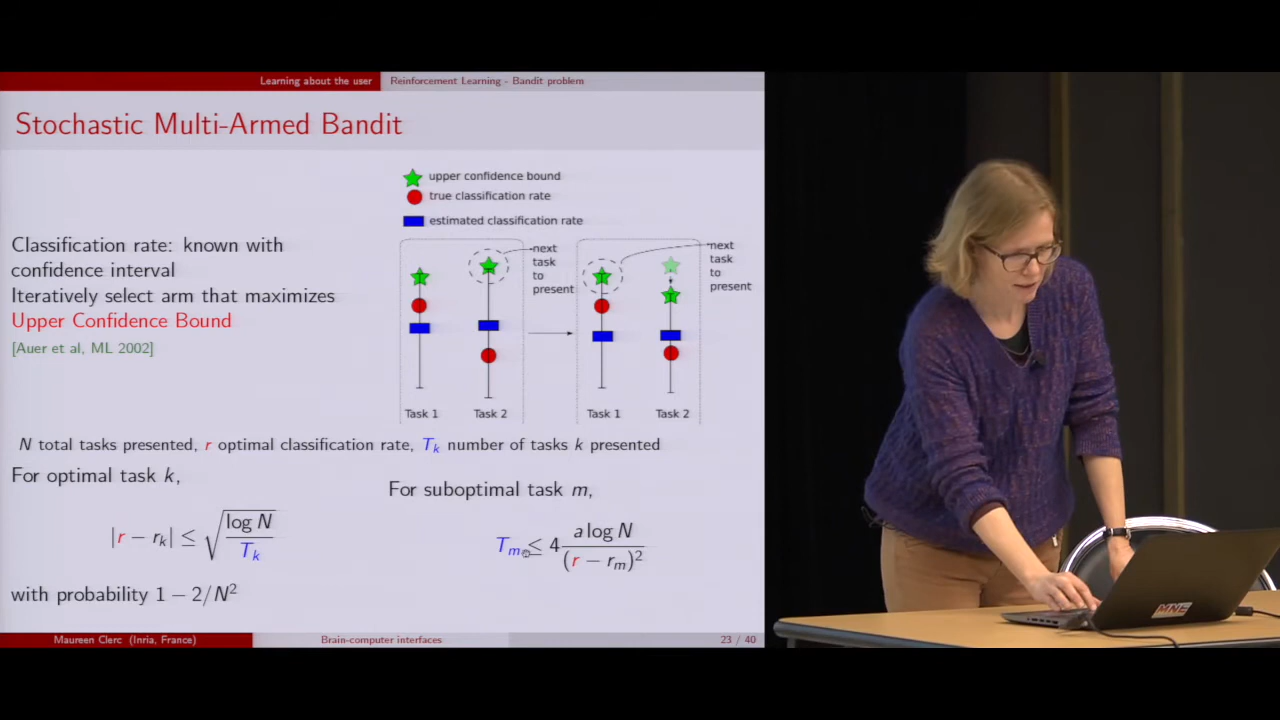 Learning about the user
Reinforcement Learning - Bandit problem
Stochastic Multi-Armed Bandit
upper confidence bound
true classification rate
estimated classification rate
Classification rate: known with
confidence interval
Iteratively select arm that maximizes
Upper Confidence Bound
[Auer et al, ML 2002]
next
task
to
present
next
task
to
present
Task 1
Task 2
Task 1
Task 2
N total tasks presented, r optimal classification rate, T_k number of tasks k presented
For optimal task k,
|r − r_k| ≤ √(log N / T_k)
with probability 1 − 2/N²
For suboptimal task m,
T_m ≤ 4 a log N / (r − r_m)²
Maureen Clerc (Inria, France)
Brain-computer interfaces
23 / 40
MNE